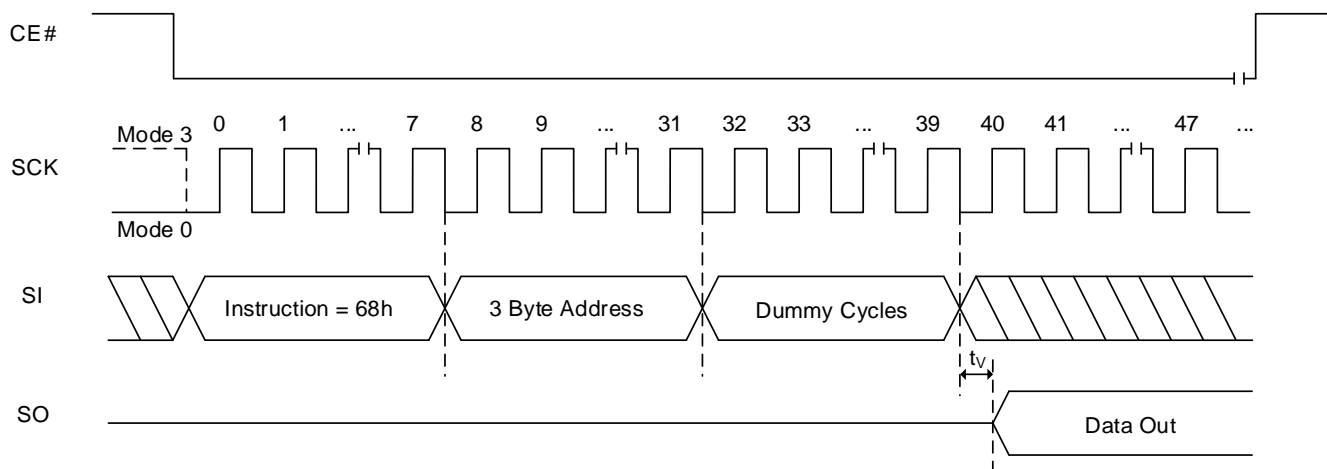 CE#
Mode 3
0 1 ... 7 8 9 ... 31 32 33 ... 39 40 41 ... 47 ...
SCK
Mode 0
SI
Instruction = 68h
3 Byte Address
Dummy Cycles
tV
SO
Data Out